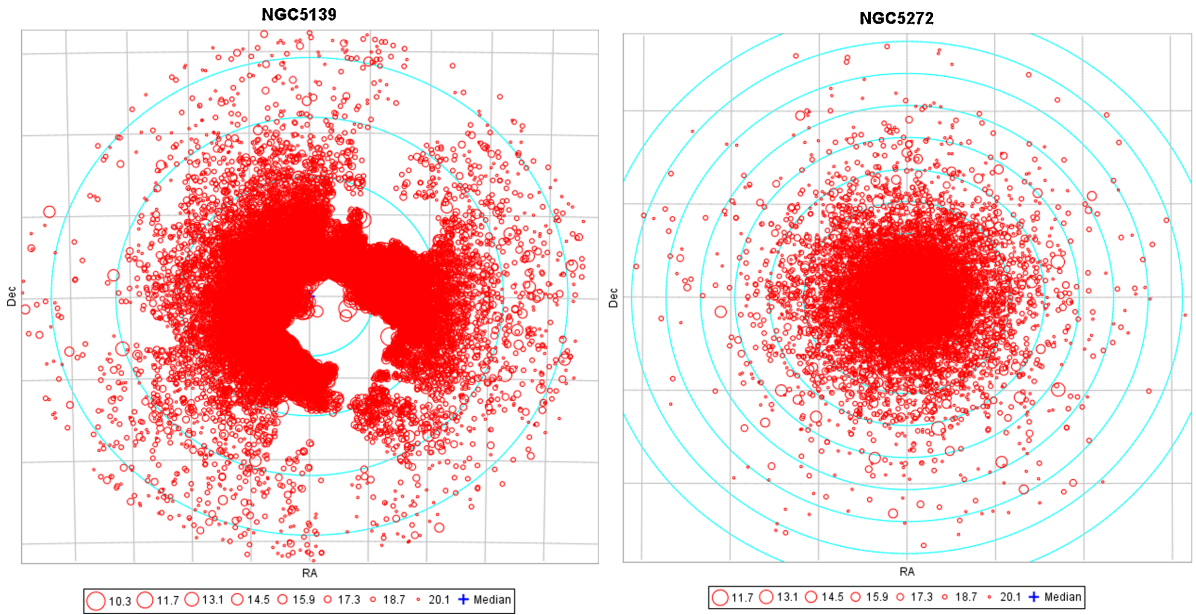 NGC5139
Dec
RA
10.3 11.7 13.1 14.5 15.9 17.3 18.7 20.1 Median
NGC5272
Dec
RA
11.7 13.1 14.5 15.9 17.3 18.7 20.1 Median